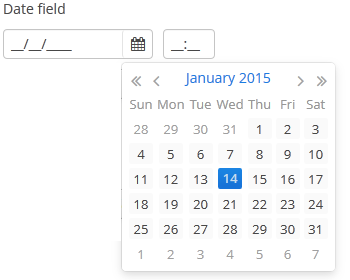 Date field
__/__/____ __:__
« ‹ January 2015 › »
Sun Mon Tue Wed Thu Fri Sat
28 29 30 31 1 2 3
4 5 6 7 8 9 10
11 12 13 14 15 16 17
18 19 20 21 22 23 24
25 26 27 28 29 30 31
1 2 3 4 5 6 7